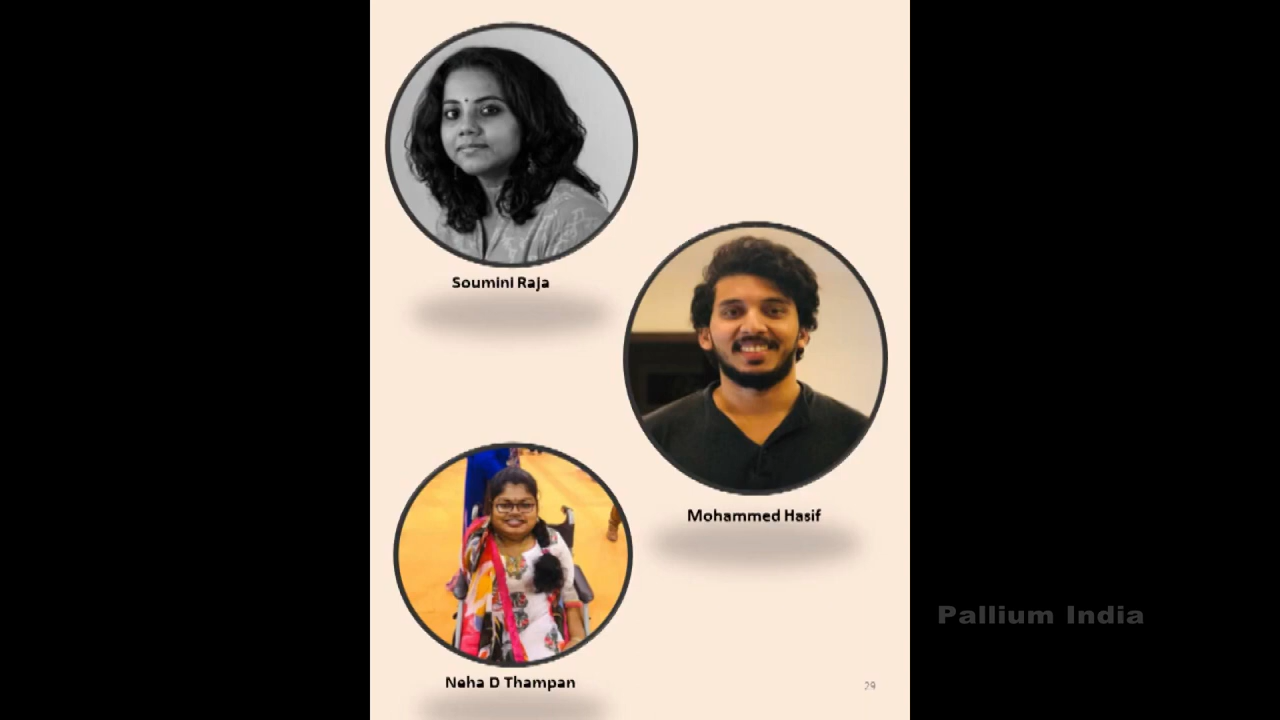 Soumini Raja
Mohammed Hasif
Pallium India
Neha D Thampan
29